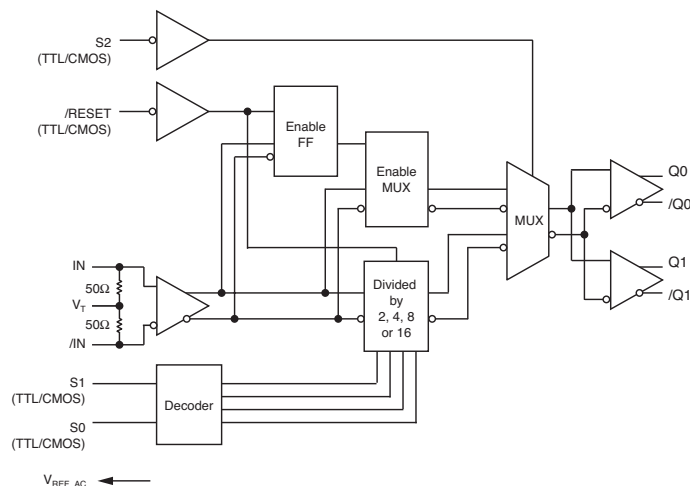 S2
(TTL/CMOS)
/RESET
(TTL/CMOS)
Enable
FF
Enable
MUX
MUX
Q0
/Q0
Q1
/Q1
IN
50Ω
VT
50Ω
/IN
Divided
by
2, 4, 8
or 16
S1
(TTL/CMOS)
Decoder
S0
(TTL/CMOS)
VREF_AC